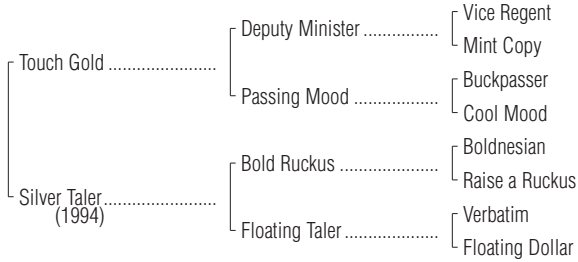 Vice Regent
Deputy Minister ...................
Mint Copy
Touch Gold ......................
Buckpasser
Passing Mood .................
Cool Mood
Boldnesian
Bold Ruckus ....................
Raise a Ruckus
Silver Taler.......................
(1994)
Verbatim
Floating Taler ...................
Floating Dollar